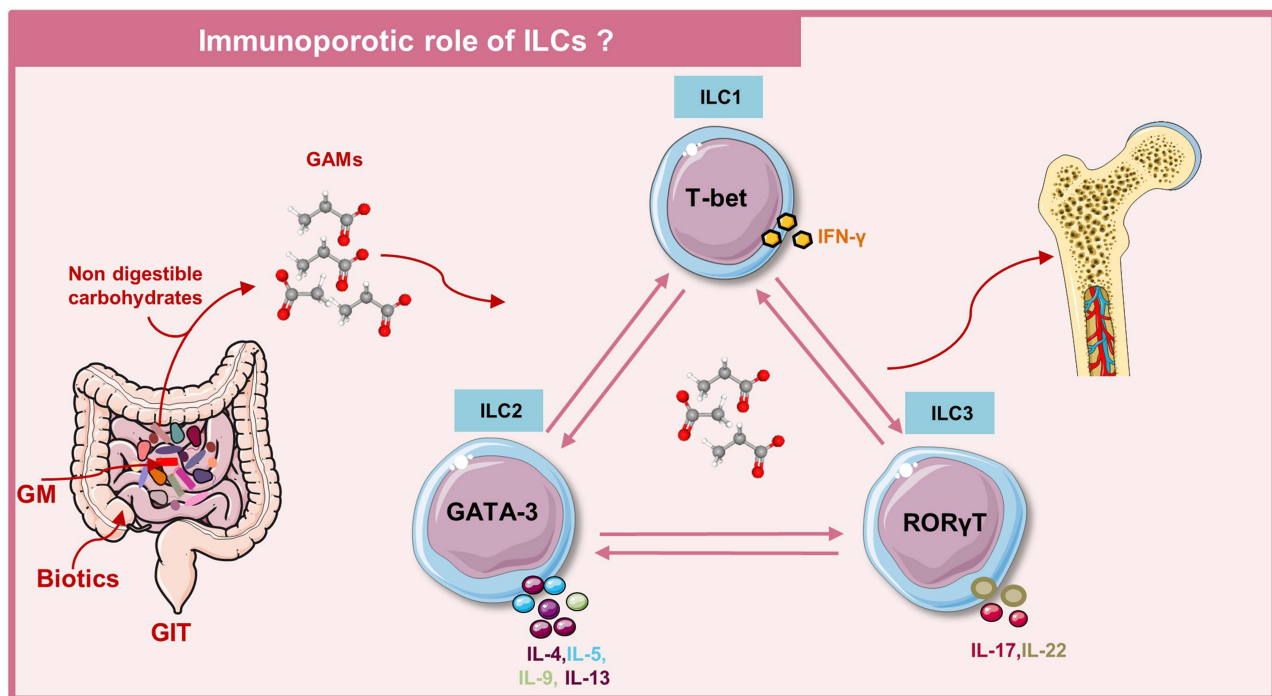 Immunoporotic role of ILCs ?
ILC1
T-bet
IFN-γ
GAMs
Non digestible
carbohydrates
ILC2
GATA-3
IL-4,IL-5,
IL-9, IL-13
ILC3
RORγT
IL-17,IL-22
GM
Biotics
GIT